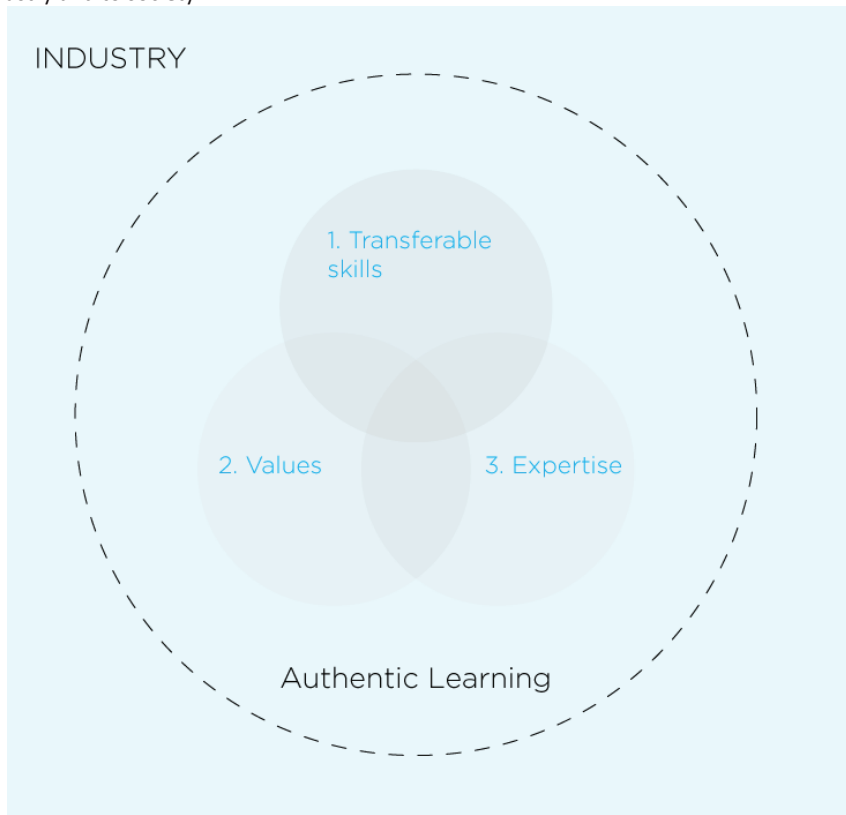 INDUSTRY
1. Transferable
skills
2. Values
3. Expertise
Authentic Learning